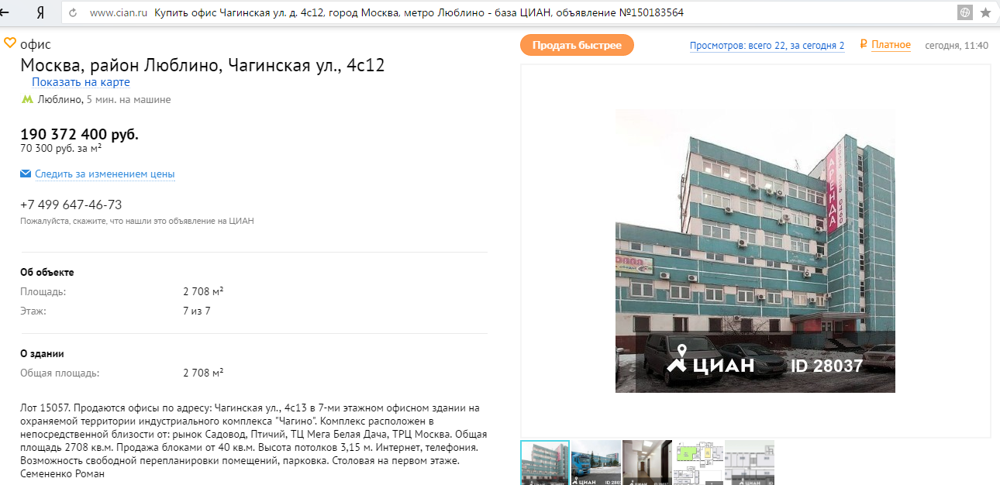 Я
www.cian.ru Купить офис Чагинская ул. д. 4с12, город Москва, метро Люблино - база ЦИАН, объявление №150183564
офис
Продать быстрее
Просмотров: всего 22, за сегодня 2
Платное
сегодня, 11:40
Москва, район Люблино, Чагинская ул., 4с12
Показать на карте
Люблино, 5 мин. на машине
190 372 400 руб.
70 300 руб. за м²
Следить за изменением цены
+7 499 647-46-73
Пожалуйста, скажите, что нашли это объявление на ЦИАН
Об объекте
Площадь: 2 708 м²
Этаж: 7 из 7
О здании
Общая площадь: 2 708 м²
Лот 15057. Продаются офисы по адресу: Чагинская ул., 4с13 в 7-ми этажном офисном здании на
охраняемой территории индустриального комплекса "Чагино". Комплекс расположен в
непосредственной близости от: рынок Садовод, Птичий, ТЦ Мега Белая Дача, ТРЦ Москва. Общая
площадь 2708 кв.м. Продажа блоками от 40 кв.м. Высота потолков 3,15 м. Интернет, телефония.
Возможность свободной перепланировки помещений, парковка. Столовая на первом этаже.
Семененко Роман
АРЕНДА
ЦИАН ID 28037
ЦИАН